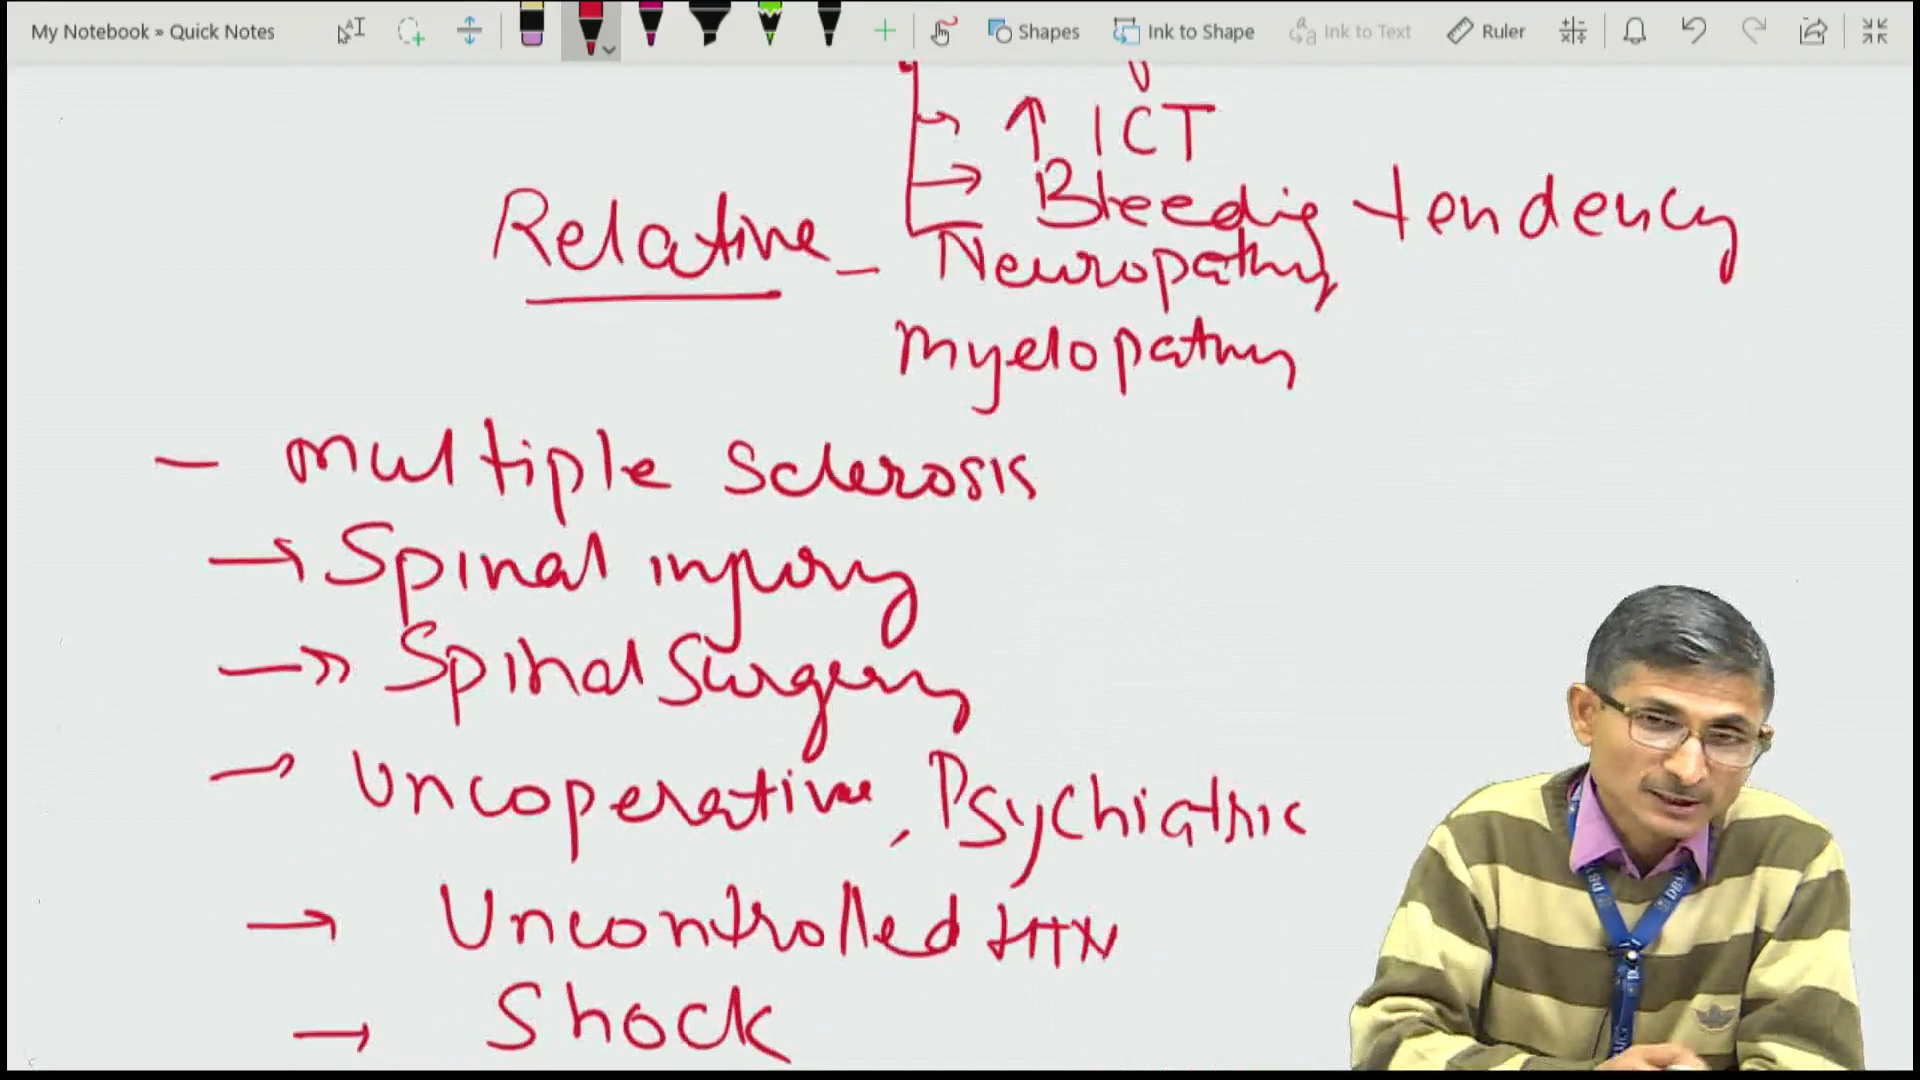 My Notebook » Quick Notes
Shapes
Ink to Shape
Ink to Text
Ruler
↑ ICT
→ Bleeding tendency
Relative - Neuropathy
Myelopathy
- Multiple Sclerosis
→ Spinal injury
→ Spinal Surgery
→ Uncoperative, Psychiatric
→ Uncontrolled HTN
→ Shock